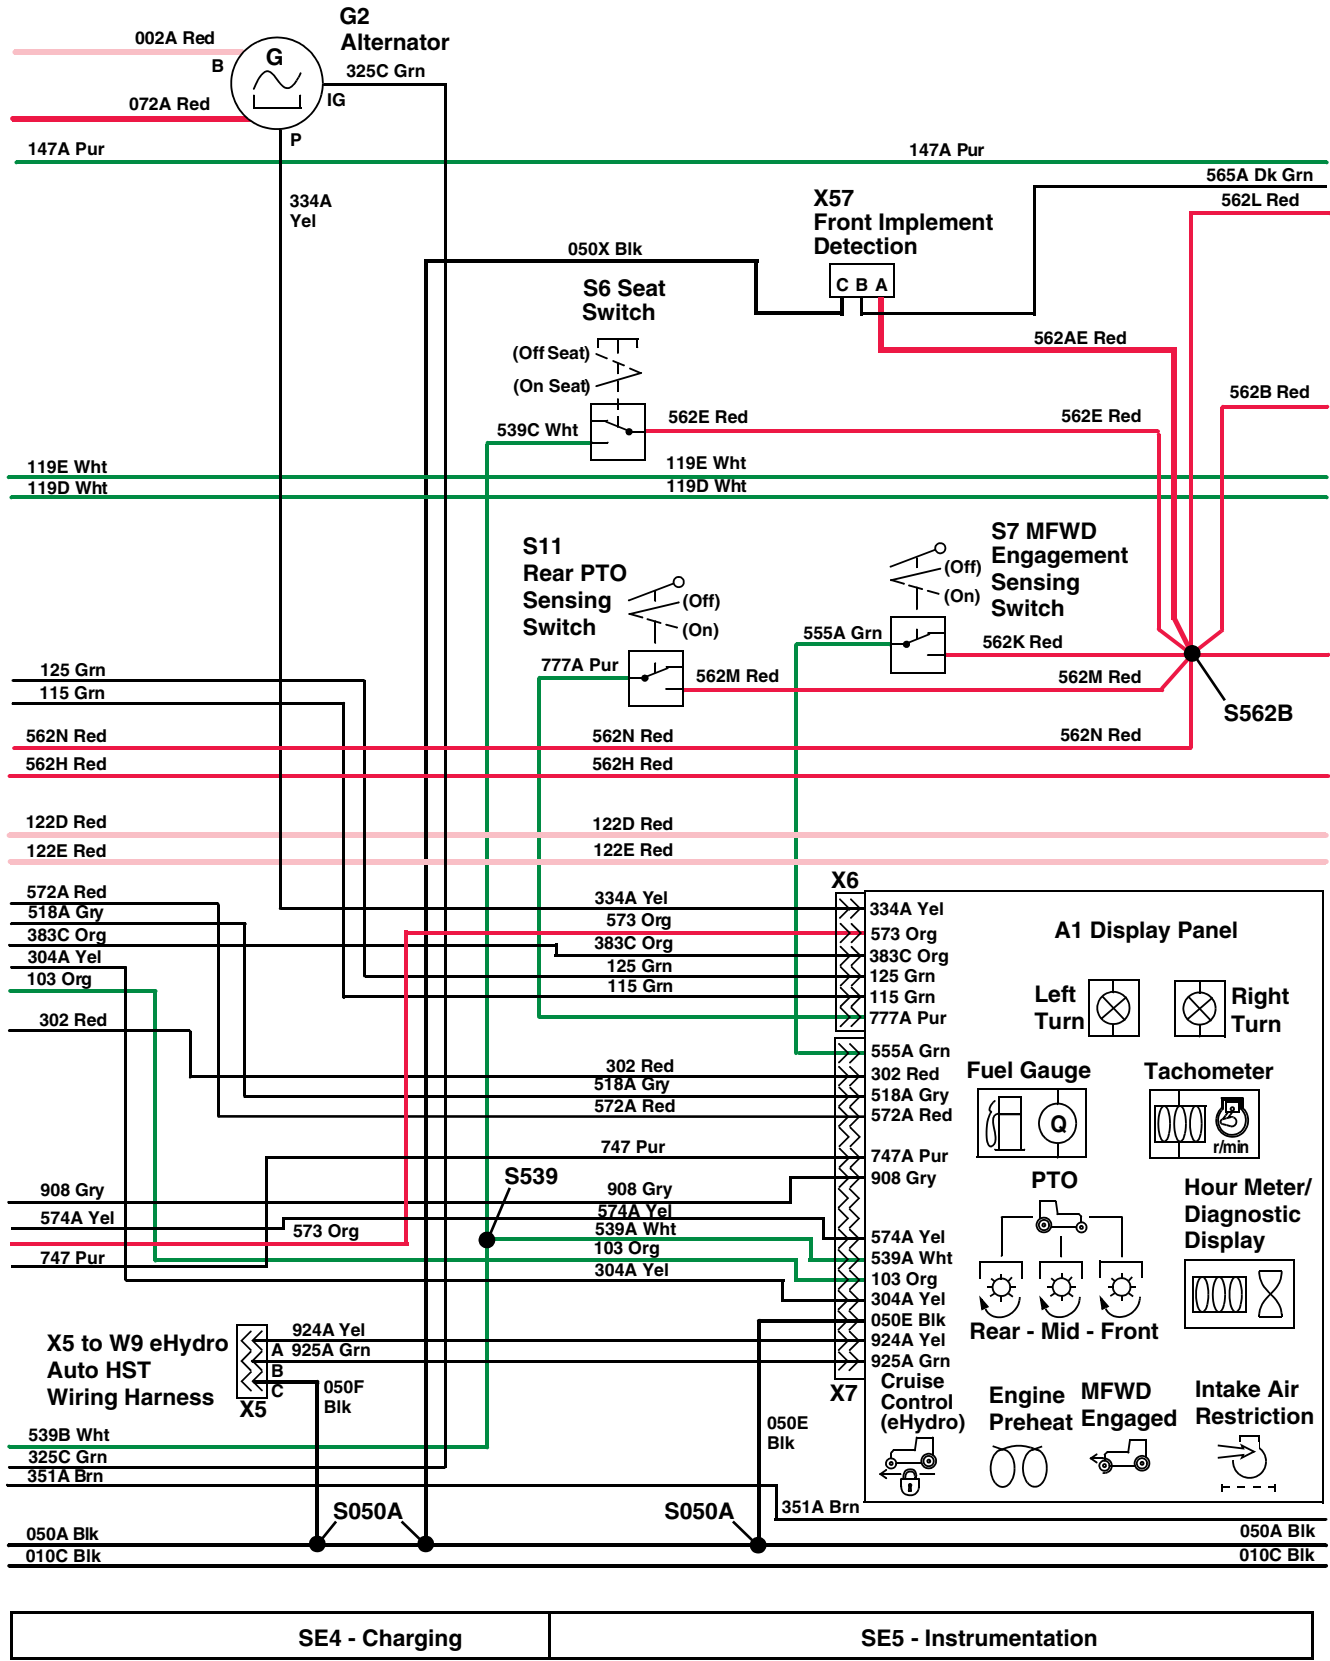 G2
Alternator
002A Red
B
G
325C Grn
IG
072A Red
P
147A Pur
147A Pur
565A Dk Grn
562L Red
334A
Yel
X57
Front Implement
Detection
050X Blk
C B A
S6 Seat
Switch
562AE Red
(Off Seat)
(On Seat)
562B Red
539C Wht
562E Red
562E Red
119E Wht
119E Wht
119D Wht
119D Wht
S11
Rear PTO
Sensing
Switch
(Off)
(On)
S7 MFWD
Engagement
Sensing
Switch
(Off)
(On)
555A Grn
562K Red
777A Pur
562M Red
562M Red
125 Grn
115 Grn
S562B
562N Red
562N Red
562N Red
562H Red
562H Red
122D Red
122D Red
122E Red
122E Red
X6
572A Red
518A Gry
383C Org
304A Yel
103 Org
302 Red
334A Yel
573 Org
383C Org
125 Grn
115 Grn
334A Yel
573 Org
383C Org
125 Grn
115 Grn
777A Pur
A1 Display Panel
Left
Turn
Right
Turn
302 Red
518A Gry
572A Red
555A Grn
302 Red
518A Gry
572A Red
Fuel Gauge
Q
Tachometer
r/min
747 Pur
747A Pur
S539
908 Gry
908 Gry
908 Gry
PTO
Hour Meter/
Diagnostic
Display
574A Yel
573 Org
747 Pur
574A Yel
539A Wht
103 Org
304A Yel
574A Yel
539A Wht
103 Org
304A Yel
050E Blk
924A Yel
925A Grn
Rear - Mid - Front
X5 to W9 eHydro
Auto HST
Wiring Harness
924A Yel
A 925A Grn
B
C
X5
050F
Blk
X7
Cruise
Control
(eHydro)
Engine
Preheat
MFWD
Engaged
Intake Air
Restriction
050E
Blk
539B Wht
325C Grn
351A Brn
S050A
S050A
351A Brn
050A Blk
050A Blk
010C Blk
010C Blk
SE4 - Charging
SE5 - Instrumentation